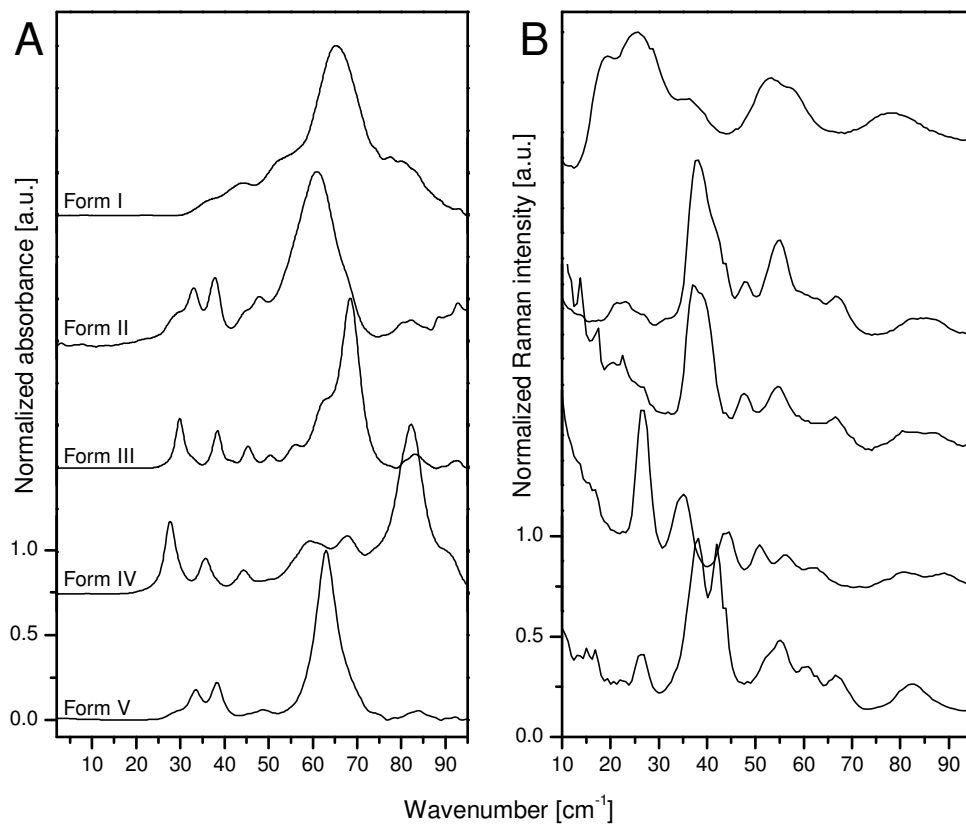 A
B
Normalized absorbance [a.u.]
Form I
Form II
Form III
Form IV
Form V
1.0
0.5
0.0
10 20 30 40 50 60 70 80 90
Normalized Raman intensity [a.u.]
1.0
0.5
0.0
10 20 30 40 50 60 70 80 90
Wavenumber [cm⁻¹]